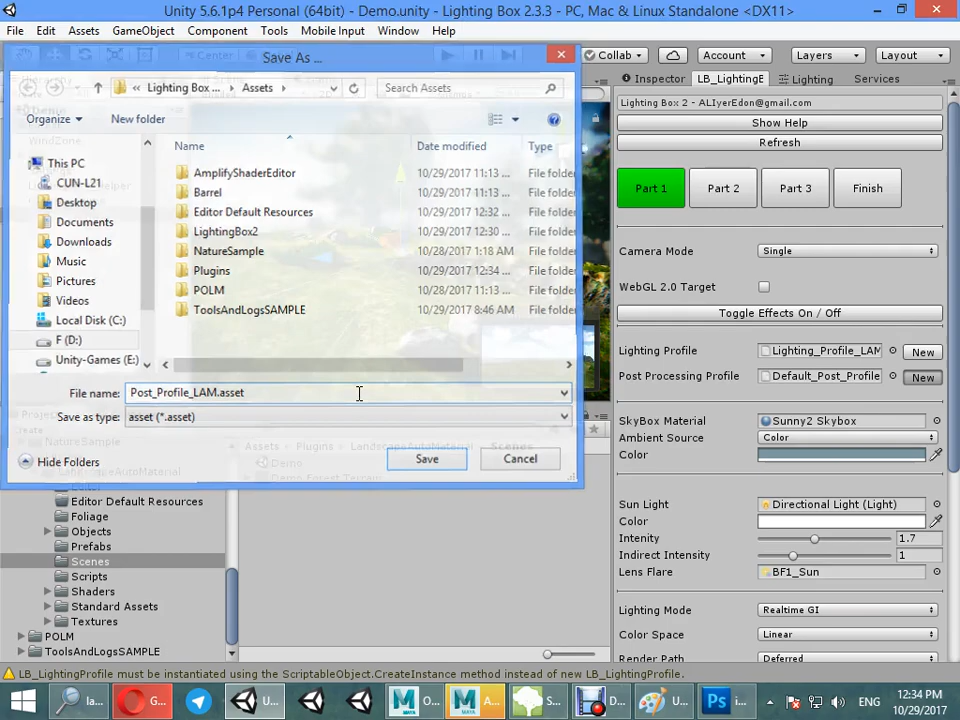 Unity 5.6.1p4 Personal (64bit) - Demo.unity - Lighting Box 2.3.3 - PC, Mac & Linux Standalone <DX11>
File Edit Assets GameObject Component Tools Mobile Input Window Help
Save As ...
Collab Account Layers Layout
Inspector LB_LightingE Lighting Services
Lighting Box ... Assets Search Assets
Organize New folder
Name Date modified Type
This PC
CUN-L21
Desktop
Documents
Downloads
Music
Pictures
Videos
Local Disk (C:)
F (D:)
Unity-Games (E:)
AmplifyShaderEditor 10/29/2017 11:13 ... File folder
Barrel 10/29/2017 11:13 ... File folder
Editor Default Resources 10/29/2017 12:32 ... File folder
LightingBox2 10/29/2017 12:30 ... File folder
NatureSample 10/28/2017 1:18 AM File folder
Plugins 10/29/2017 12:34 ... File folder
POLM 10/28/2017 11:13 ... File folder
ToolsAndLogsSAMPLE 10/29/2017 8:46 AM File folder
File name: Post_Profile_LAM.asset
Save as type: asset (*.asset)
Hide Folders Save Cancel
Assets Plugins LandscapeAutoMaterial Scenes
Demo
Demo Forest Terrain
Editor Default Resources
Foliage
Objects
Prefabs
Scenes
Scripts
Shaders
Standard Assets
Textures
POLM
ToolsAndLogsSAMPLE
Lighting Box 2 - ALIyerEdon@gmail.com
Show Help
Refresh
Part 1 Part 2 Part 3 Finish
Camera Mode Single
WebGL 2.0 Target
Toggle Effects On / Off
Lighting Profile Lighting_Profile_LAM New
Post Processing Profile Default_Post_Profile New
SkyBox Material Sunny2 Skybox
Ambient Source Color
Color
Sun Light Directional Light (Light)
Color
Intenity 1.7
Indirect Intensity 1
Lens Flare BF1_Sun
Lighting Mode Realtime GI
Color Space Linear
Render Path Deferred
LB_LightingProfile must be instantiated using the ScriptableObject.CreateInstance method instead of new LB_LightingProfile.
la... G... U... O... A... S... D... U... i... ENG 12:34 PM
10/29/2017